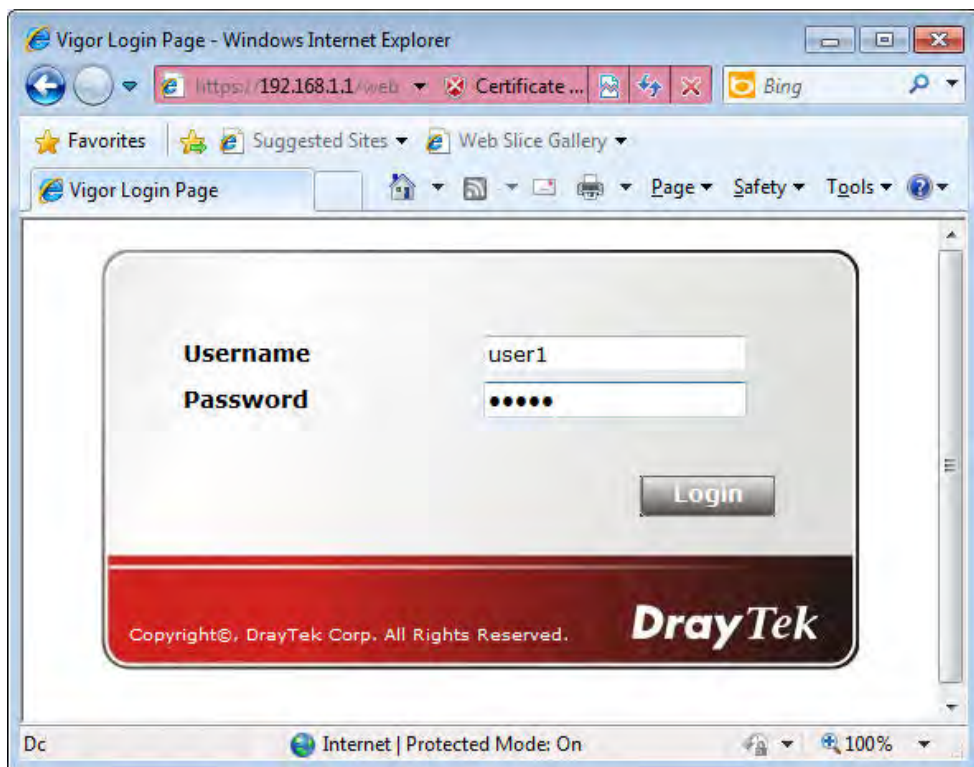 Vigor Login Page - Windows Internet Explorer
https://192.168.1.1/web Certificate ... Bing
Favorites Suggested Sites Web Slice Gallery
Vigor Login Page Page Safety Tools
Username user1
Password •••••
Login
Copyright©, DrayTek Corp. All Rights Reserved. DrayTek
Dc Internet | Protected Mode: On 100%